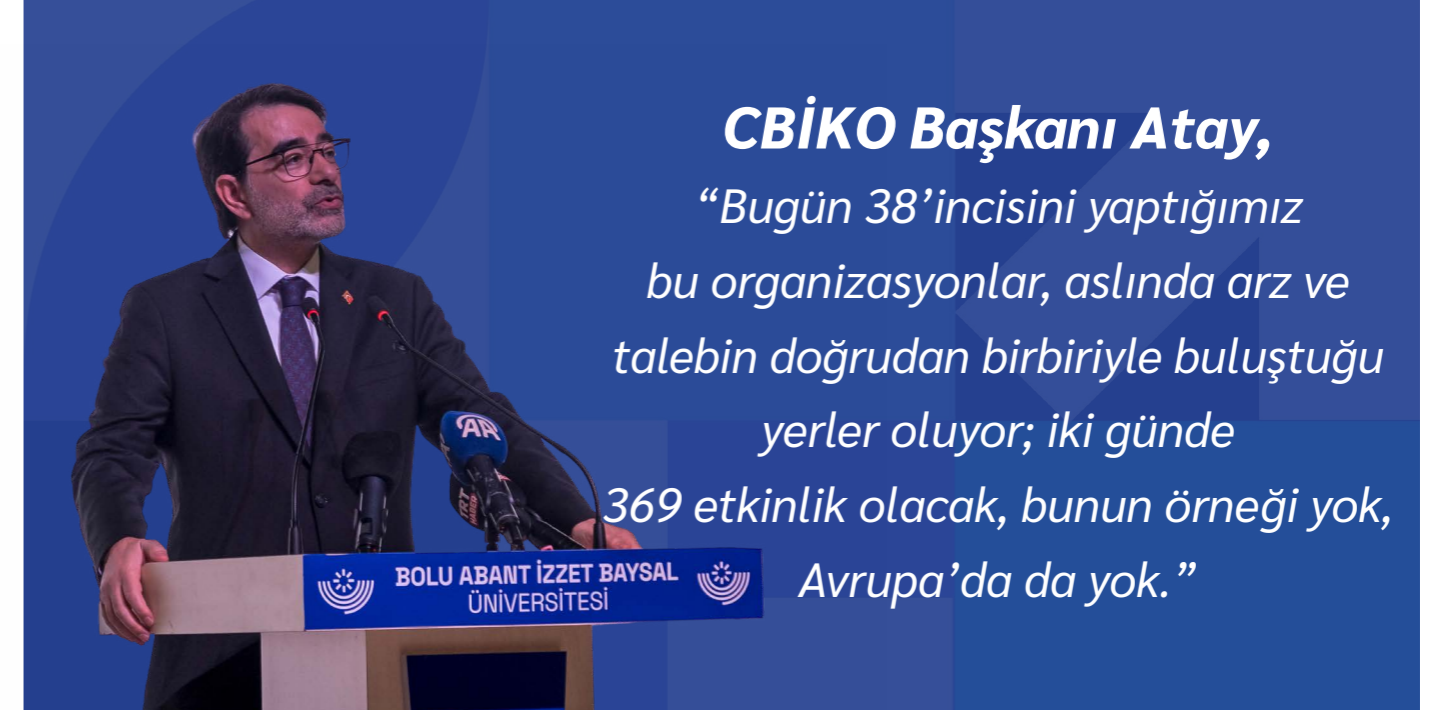 CBİKO Başkanı Atay,
“Bugün 38’incisini yaptığımız
bu organizasyonlar, aslında arz ve
talebin doğrudan birbiriyle buluştuğu
yerler oluyor; iki günde
369 etkinlik olacak, bunun örneği yok,
Avrupa’da da yok.”
AA
TRT
HABER
BOLU ABANT İZZET BAYSAL
ÜNİVERSİTESİ